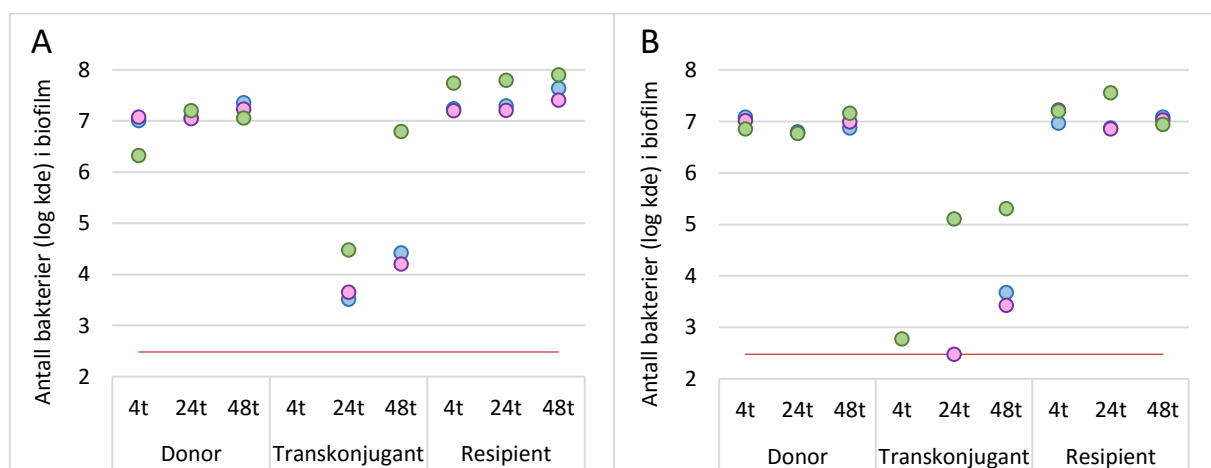 A
Antall bakterier (log kde) i biofilm
8
7
6
5
4
3
2
4t 24t 48t 4t 24t 48t 4t 24t 48t
Donor Transkonjugant Resipient
B
Antall bakterier (log kde) i biofilm
8
7
6
5
4
3
2
4t 24t 48t 4t 24t 48t 4t 24t 48t
Donor Transkonjugant Resipient